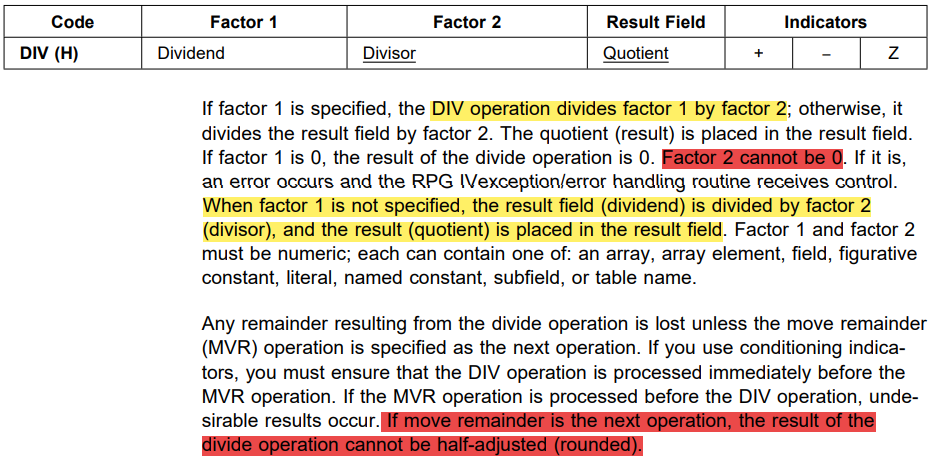 Code Factor 1 Factor 2 Result Field Indicators
DIV (H) Dividend Divisor Quotient + – Z
If factor 1 is specified, the DIV operation divides factor 1 by factor 2; otherwise, it
divides the result field by factor 2. The quotient (result) is placed in the result field.
If factor 1 is 0, the result of the divide operation is 0. Factor 2 cannot be 0. If it is,
an error occurs and the RPG IVexception/error handling routine receives control.
When factor 1 is not specified, the result field (dividend) is divided by factor 2
(divisor), and the result (quotient) is placed in the result field. Factor 1 and factor 2
must be numeric; each can contain one of: an array, array element, field, figurative
constant, literal, named constant, subfield, or table name.
Any remainder resulting from the divide operation is lost unless the move remainder
(MVR) operation is specified as the next operation. If you use conditioning indica-
tors, you must ensure that the DIV operation is processed immediately before the
MVR operation. If the MVR operation is processed before the DIV operation, unde-
sirable results occur. If move remainder is the next operation, the result of the
divide operation cannot be half-adjusted (rounded).